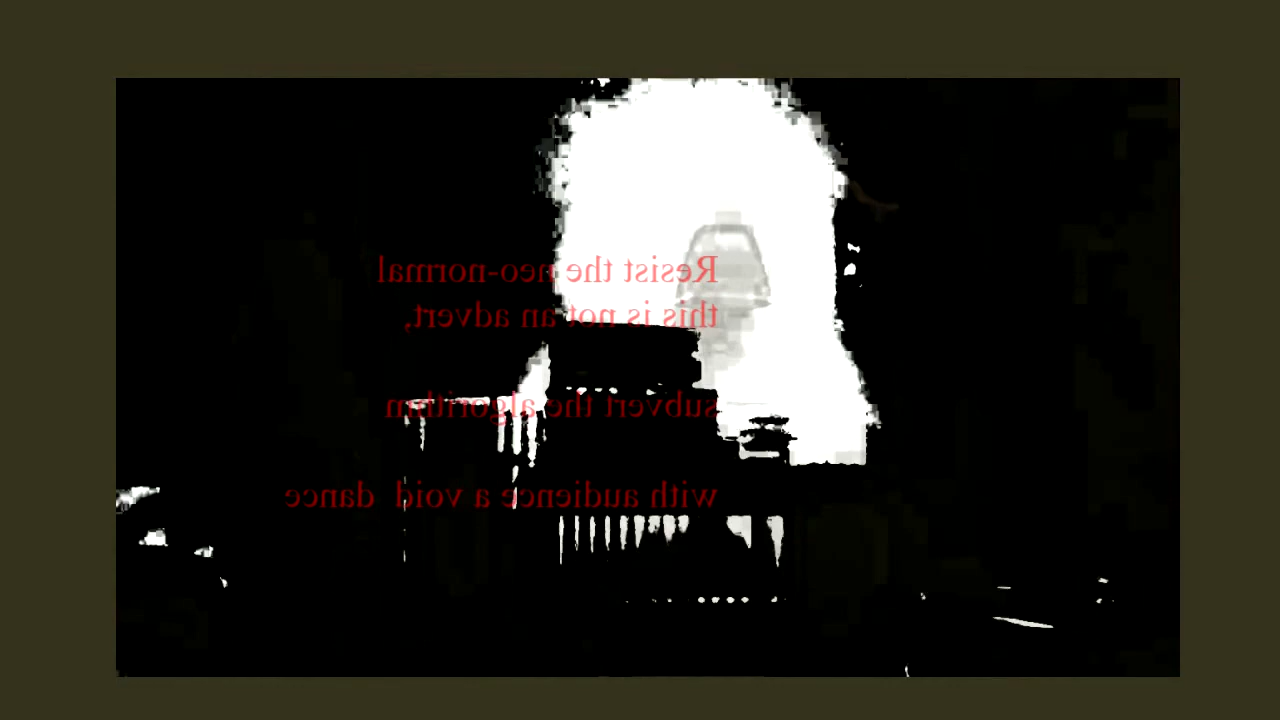 Resist the neo-normal
this is not an advert,
subvert the algorithm
with audience a void dance